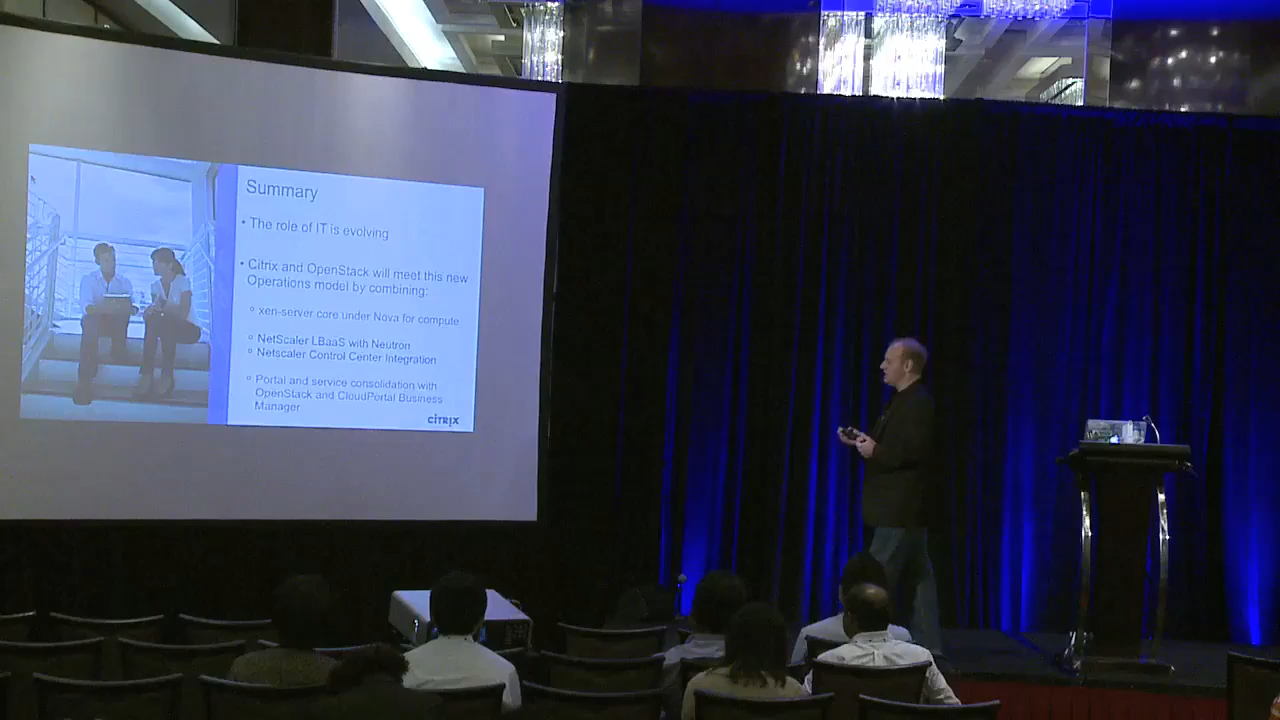 Summary
• The role of IT is evolving
• Citrix and OpenStack will meet this new
Operations model by combining:
xen-server core under Nova for compute
NetScaler LBaaS with Neutron
Netscaler Control Center Integration
Portal and service consolidation with
OpenStack and CloudPortal Business
Manager
CITRIX